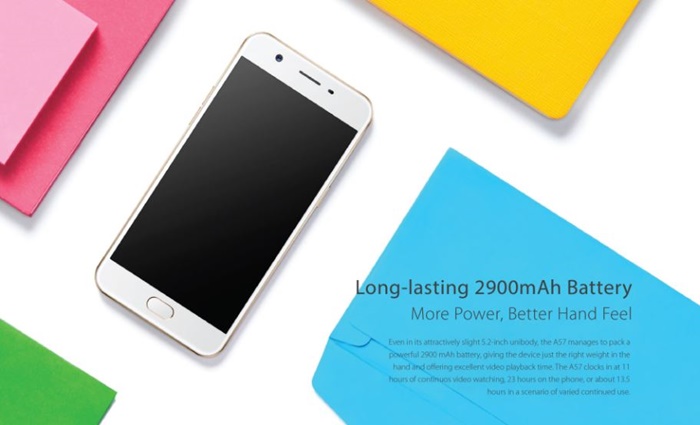 Long-lasting 2900mAh Battery
More Power, Better Hand Feel
Even in its attractively slight 5.2-inch unibody, the A57 manages to pack a
powerful 2900 mAh battery, giving the device just the right weight in the
hand and offering excellent video playback time. The A57 clocks in at 11
hours of continuos video watching, 23 hours on the phone, or about 13.5
hours in a scenario of varied continued use.